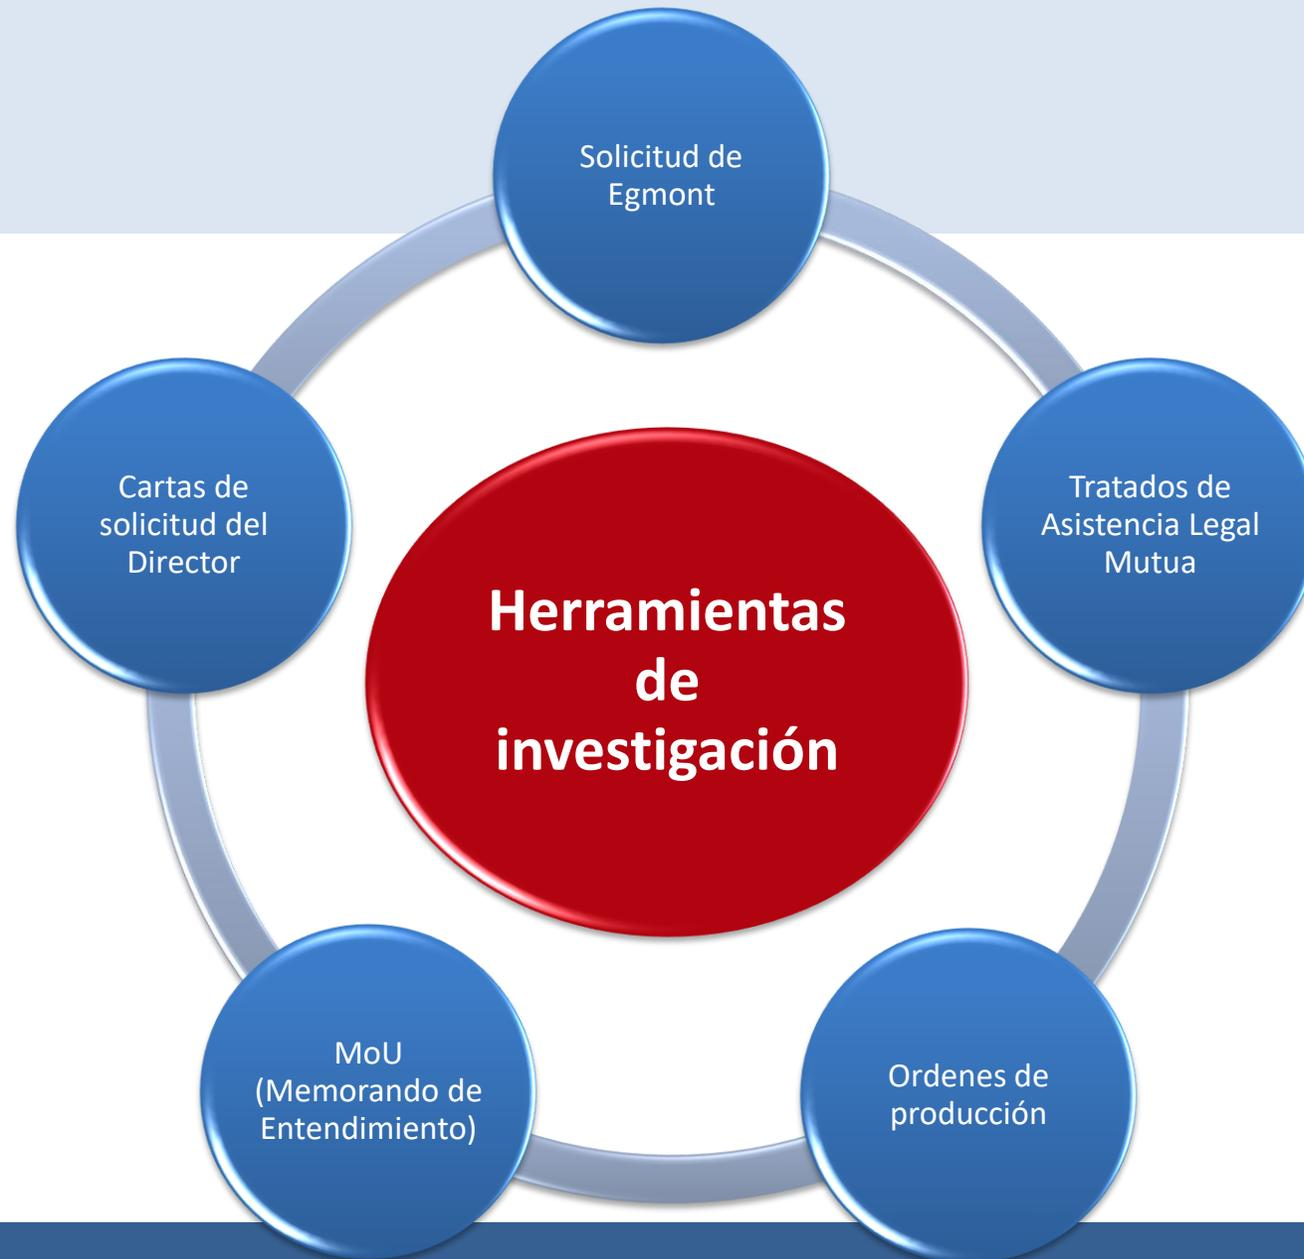 Solicitud de
Egmont
Cartas de
solicitud del
Director
Tratados de
Asistencia Legal
Mutua
Herramientas
de
investigación
MoU
(Memorando de
Entendimiento)
Ordenes de
producción